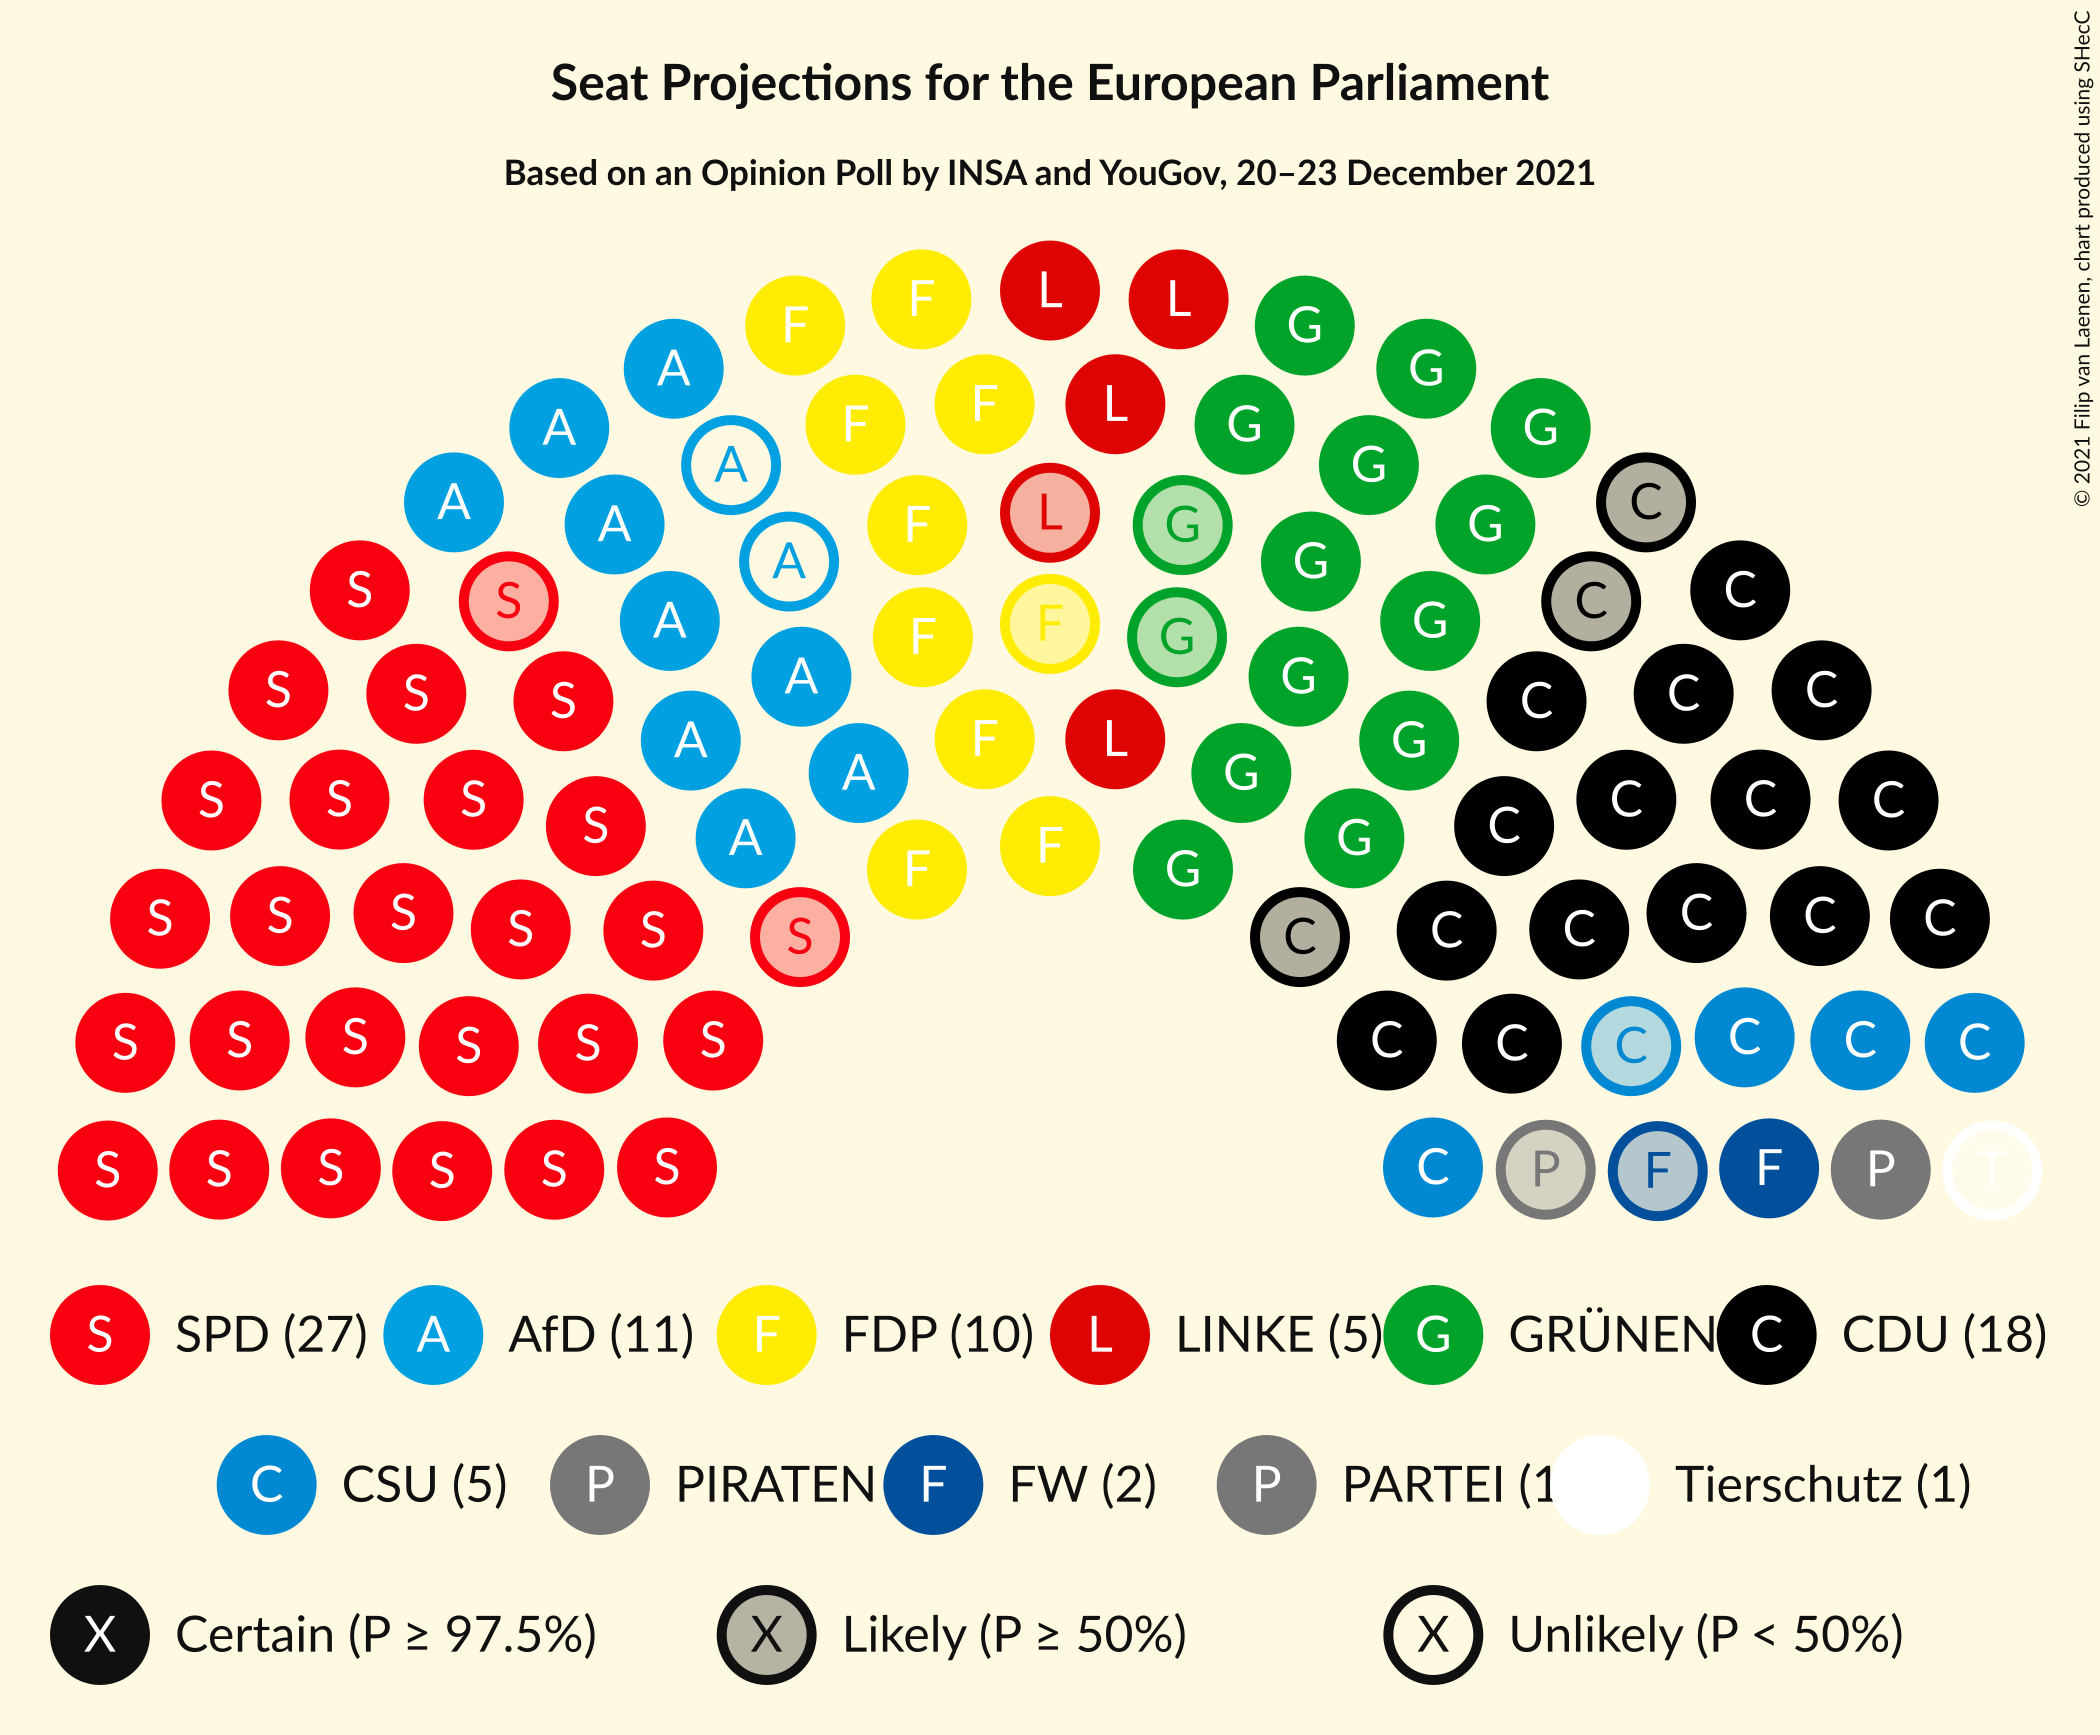 Seat Projections for the European Parliament
Based on an Opinion Poll by INSA and YouGov, 20–23 December 2021
© 2021 Filip van Laenen, chart produced using SHecC
F F L L G
A G
A F F L G G
A G
A A F L G G C
A G
S S A F F G G C C
S S S A G C C C
A F L G
S S S A G C C C
S A F G C
F G
S S S S S S C C C C C C
S S S S S S C C C C C C
S S S S S S C P F F P T
S SPD (27) A AfD (11) F FDP (10) L LINKE (5) G GRÜNEN C CDU (18)
C CSU (5) P PIRATEN F FW (2) P PARTEI (1 Tierschutz (1)
X Certain (P ≥ 97.5%) X Likely (P ≥ 50%) X Unlikely (P < 50%)